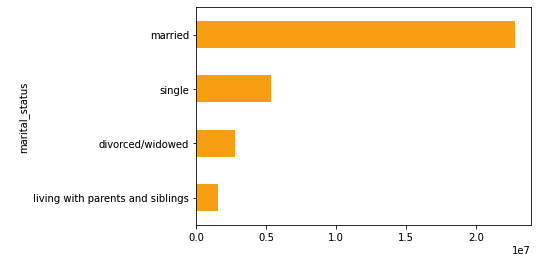 marital_status
married
single
divorced/widowed
living with parents and siblings
0.0 0.5 1.0 1.5 2.0
1e7